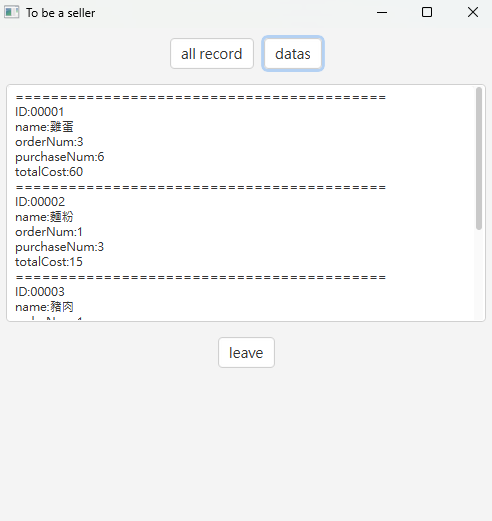 To be a seller
all record datas
==========================================
ID:00001
name:雞蛋
orderNum:3
purchaseNum:6
totalCost:60
==========================================
ID:00002
name:麵粉
orderNum:1
purchaseNum:3
totalCost:15
==========================================
ID:00003
name:豬肉
leave